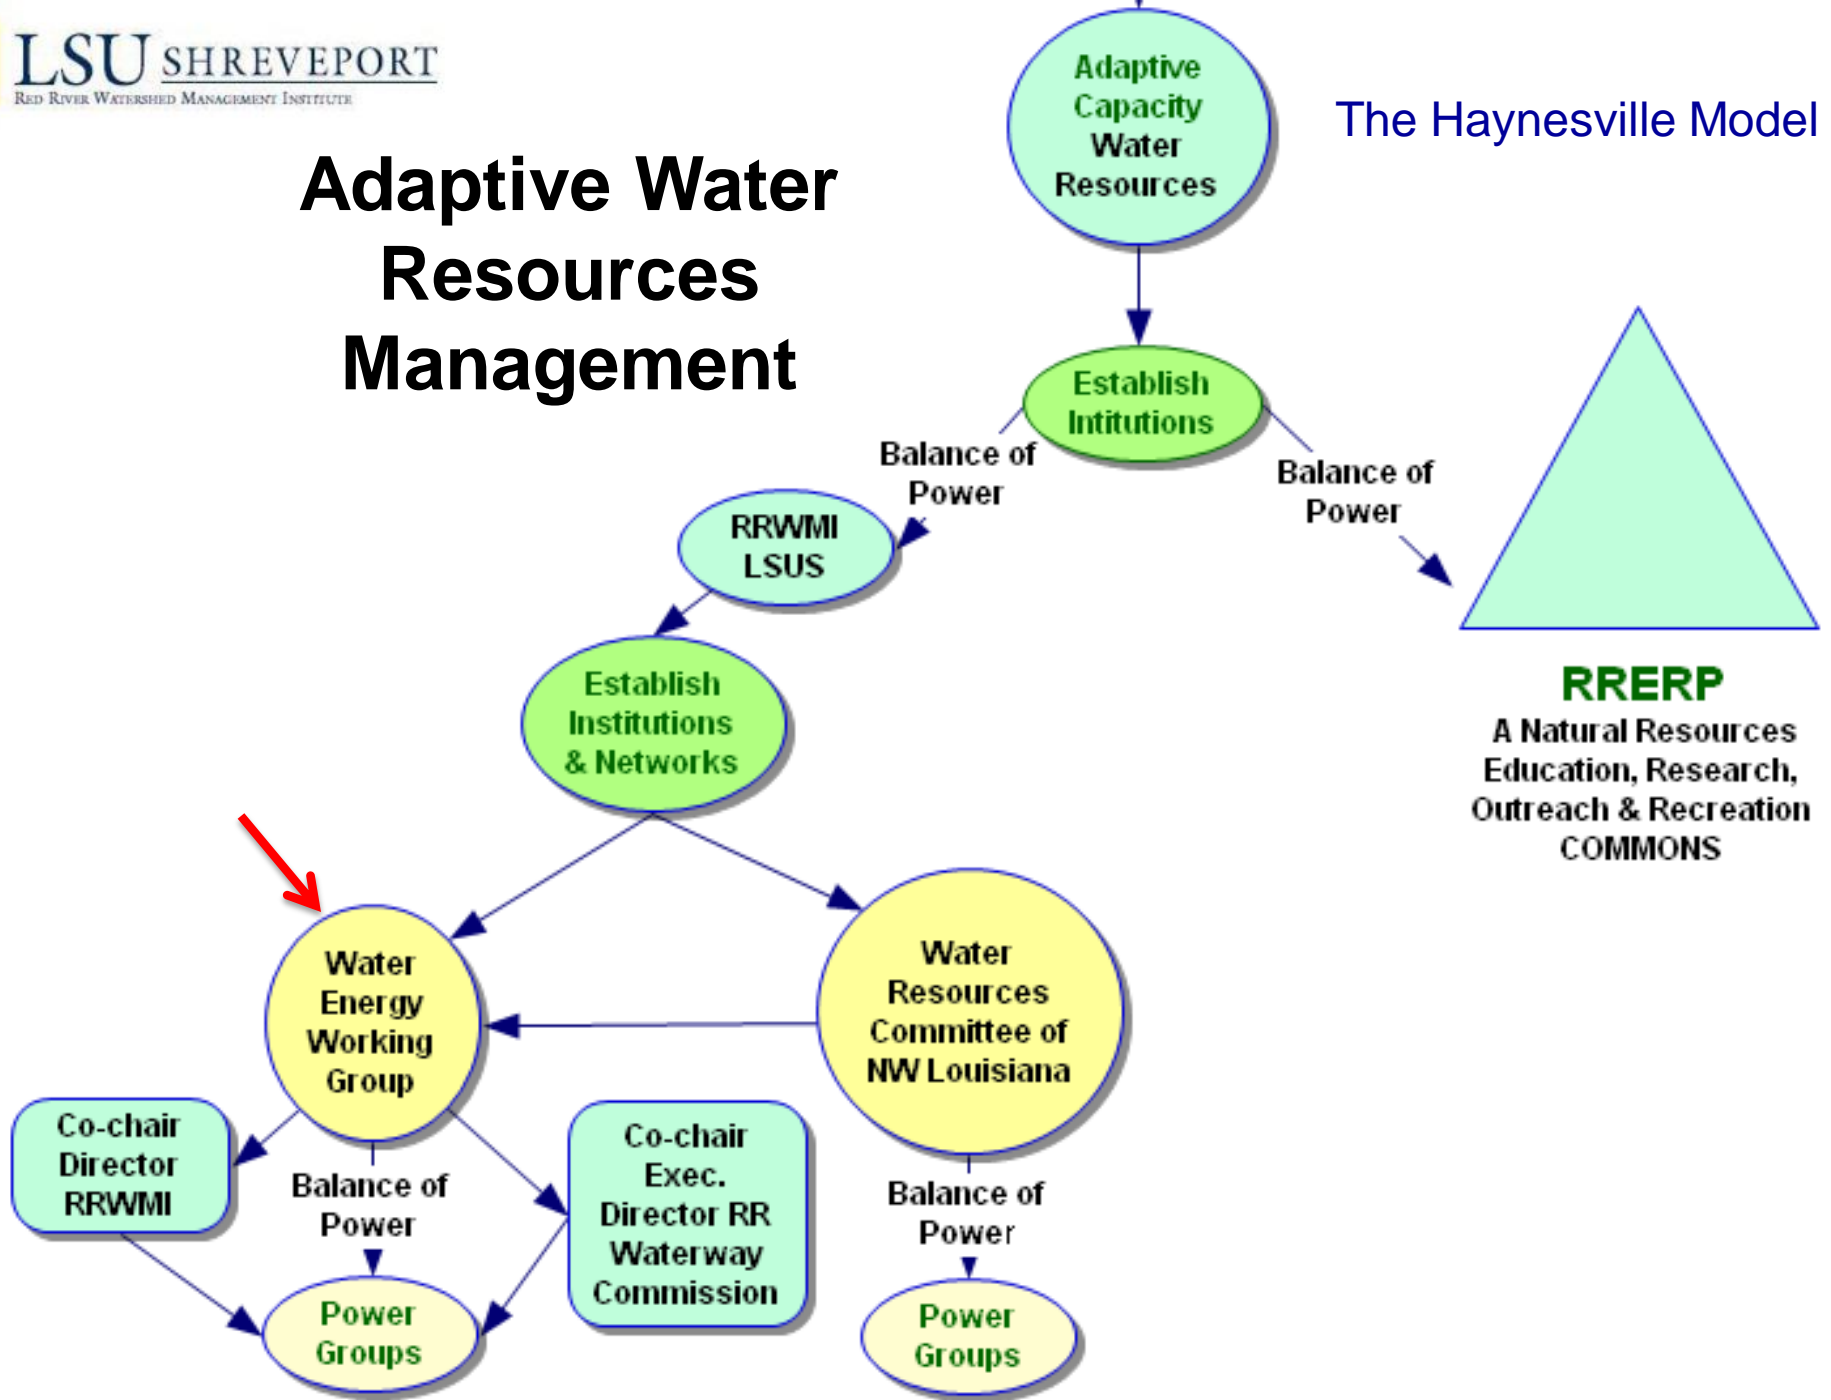 LSU SHREVEPORT
RED RIVER WATERSHED MANAGEMENT INSTITUTE
The Haynesville Model
Adaptive Water
Resources
Management
Adaptive
Capacity
Water
Resources
Establish
Intitutions
Balance of
Power
Balance of
Power
RRWMI
LSUS
RRERP
A Natural Resources
Education, Research,
Outreach & Recreation
COMMONS
Establish
Institutions
& Networks
Water
Energy
Working
Group
Water
Resources
Committee of
NW Louisiana
Co-chair
Director
RRWMI
Balance of
Power
Co-chair
Exec.
Director RR
Waterway
Commission
Balance of
Power
Power
Groups
Power
Groups